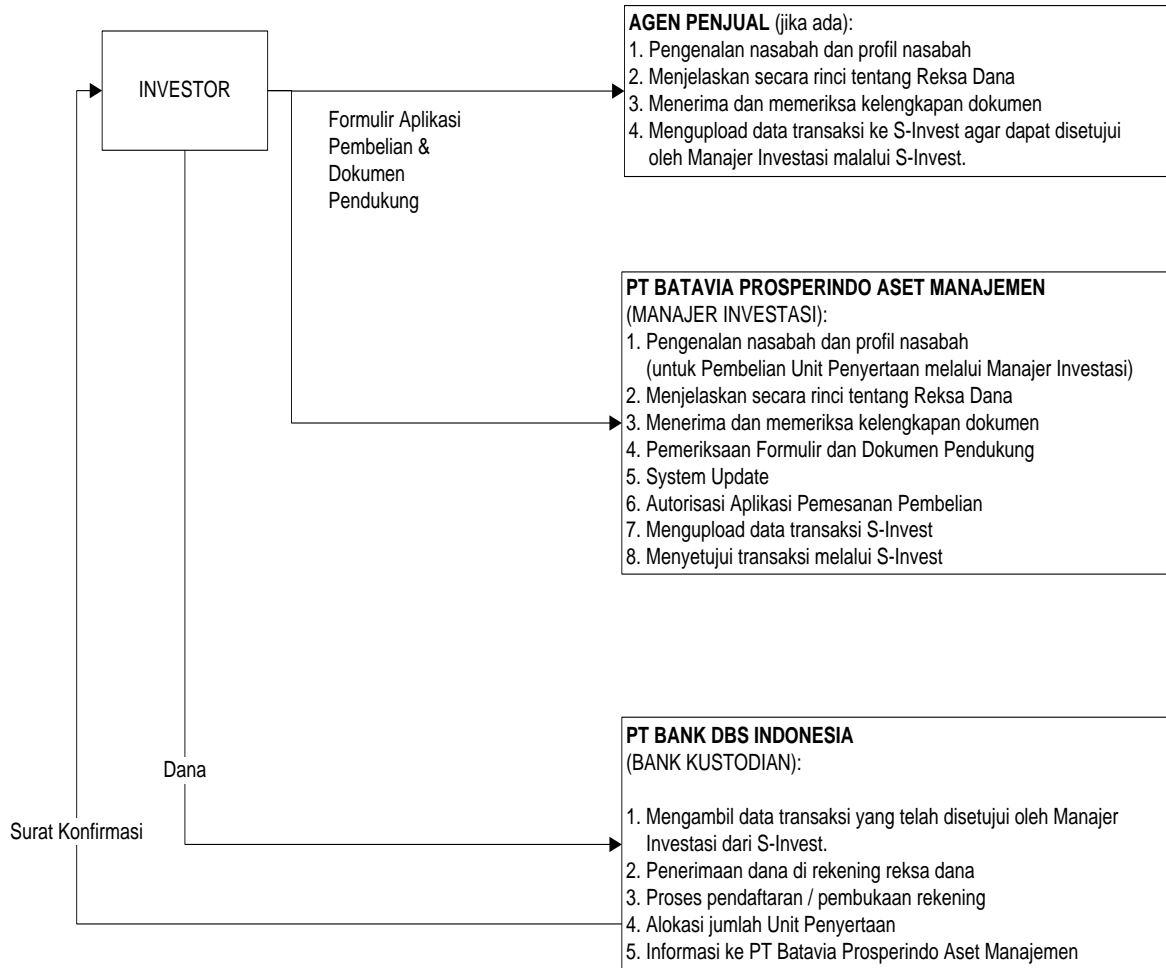 INVESTOR
Formulir Aplikasi
Pembelian &
Dokumen
Pendukung
AGEN PENJUAL (jika ada):
1. Pengenalan nasabah dan profil nasabah
2. Menjelaskan secara rinci tentang Reksa Dana
3. Menerima dan memeriksa kelengkapan dokumen
4. Mengupload data transaksi ke S-Invest agar dapat disetujui
oleh Manajer Investasi malalui S-Invest.
PT BATAVIA PROSPERINDO ASET MANAJEMEN
(MANAJER INVESTASI):
1. Pengenalan nasabah dan profil nasabah
(untuk Pembelian Unit Penyertaan melalui Manajer Investasi)
2. Menjelaskan secara rinci tentang Reksa Dana
3. Menerima dan memeriksa kelengkapan dokumen
4. Pemeriksaan Formulir dan Dokumen Pendukung
5. System Update
6. Autorisasi Aplikasi Pemesanan Pembelian
7. Mengupload data transaksi S-Invest
8. Menyetujui transaksi melalui S-Invest
Dana
Surat Konfirmasi
PT BANK DBS INDONESIA
(BANK KUSTODIAN):
1. Mengambil data transaksi yang telah disetujui oleh Manajer
Investasi dari S-Invest.
2. Penerimaan dana di rekening reksa dana
3. Proses pendaftaran / pembukaan rekening
4. Alokasi jumlah Unit Penyertaan
5. Informasi ke PT Batavia Prosperindo Aset Manajemen